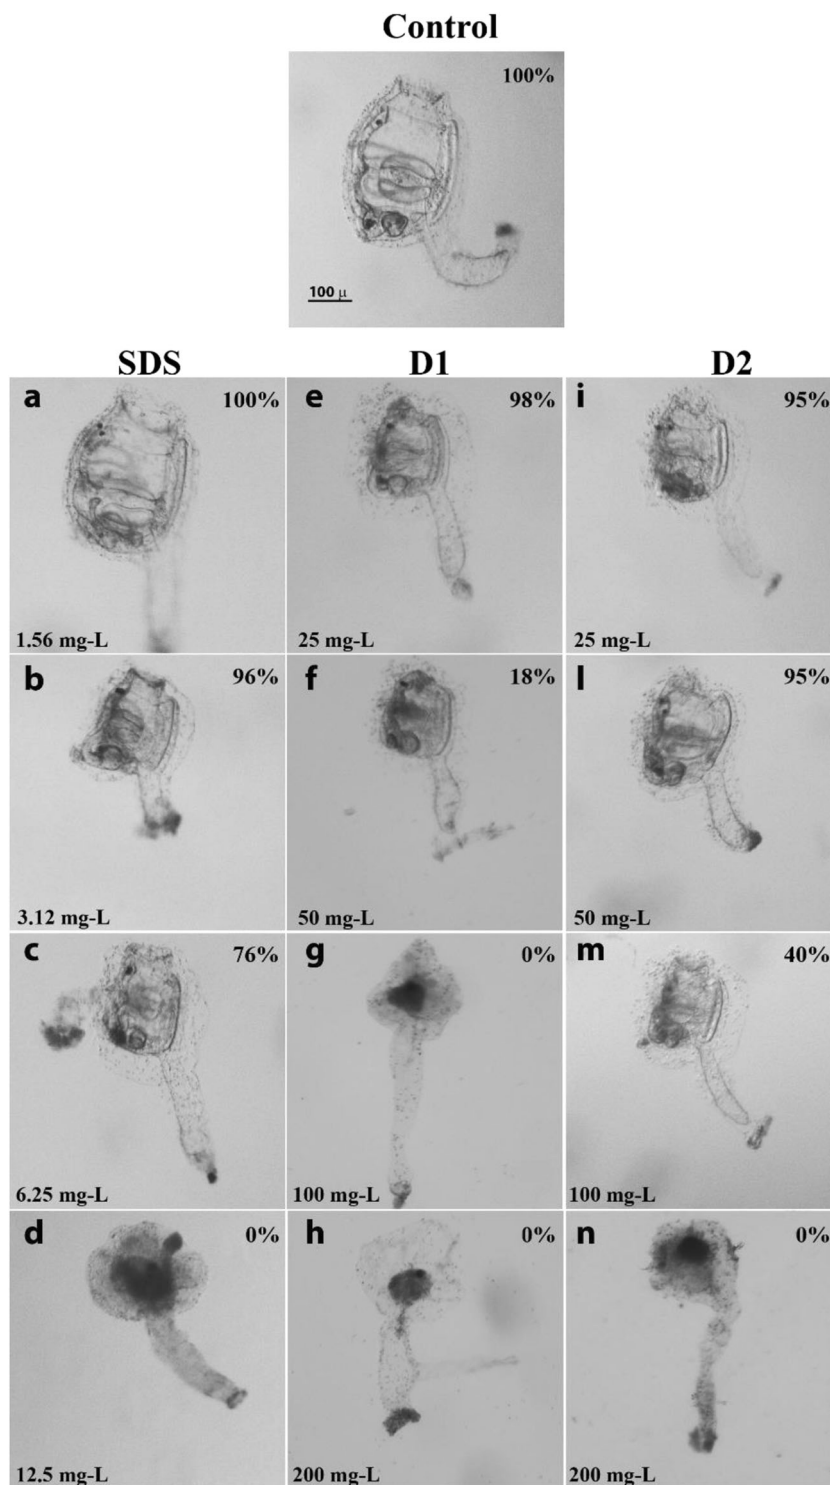 Control
100%
100 μ
SDS D1 D2
a 100% e 98% i 95%
1.56 mg-L 25 mg-L 25 mg-L
b 96% f 18% l 95%
3.12 mg-L 50 mg-L 50 mg-L
c 76% g 0% m 40%
6.25 mg-L 100 mg-L 100 mg-L
d 0% h 0% n 0%
12.5 mg-L 200 mg-L 200 mg-L